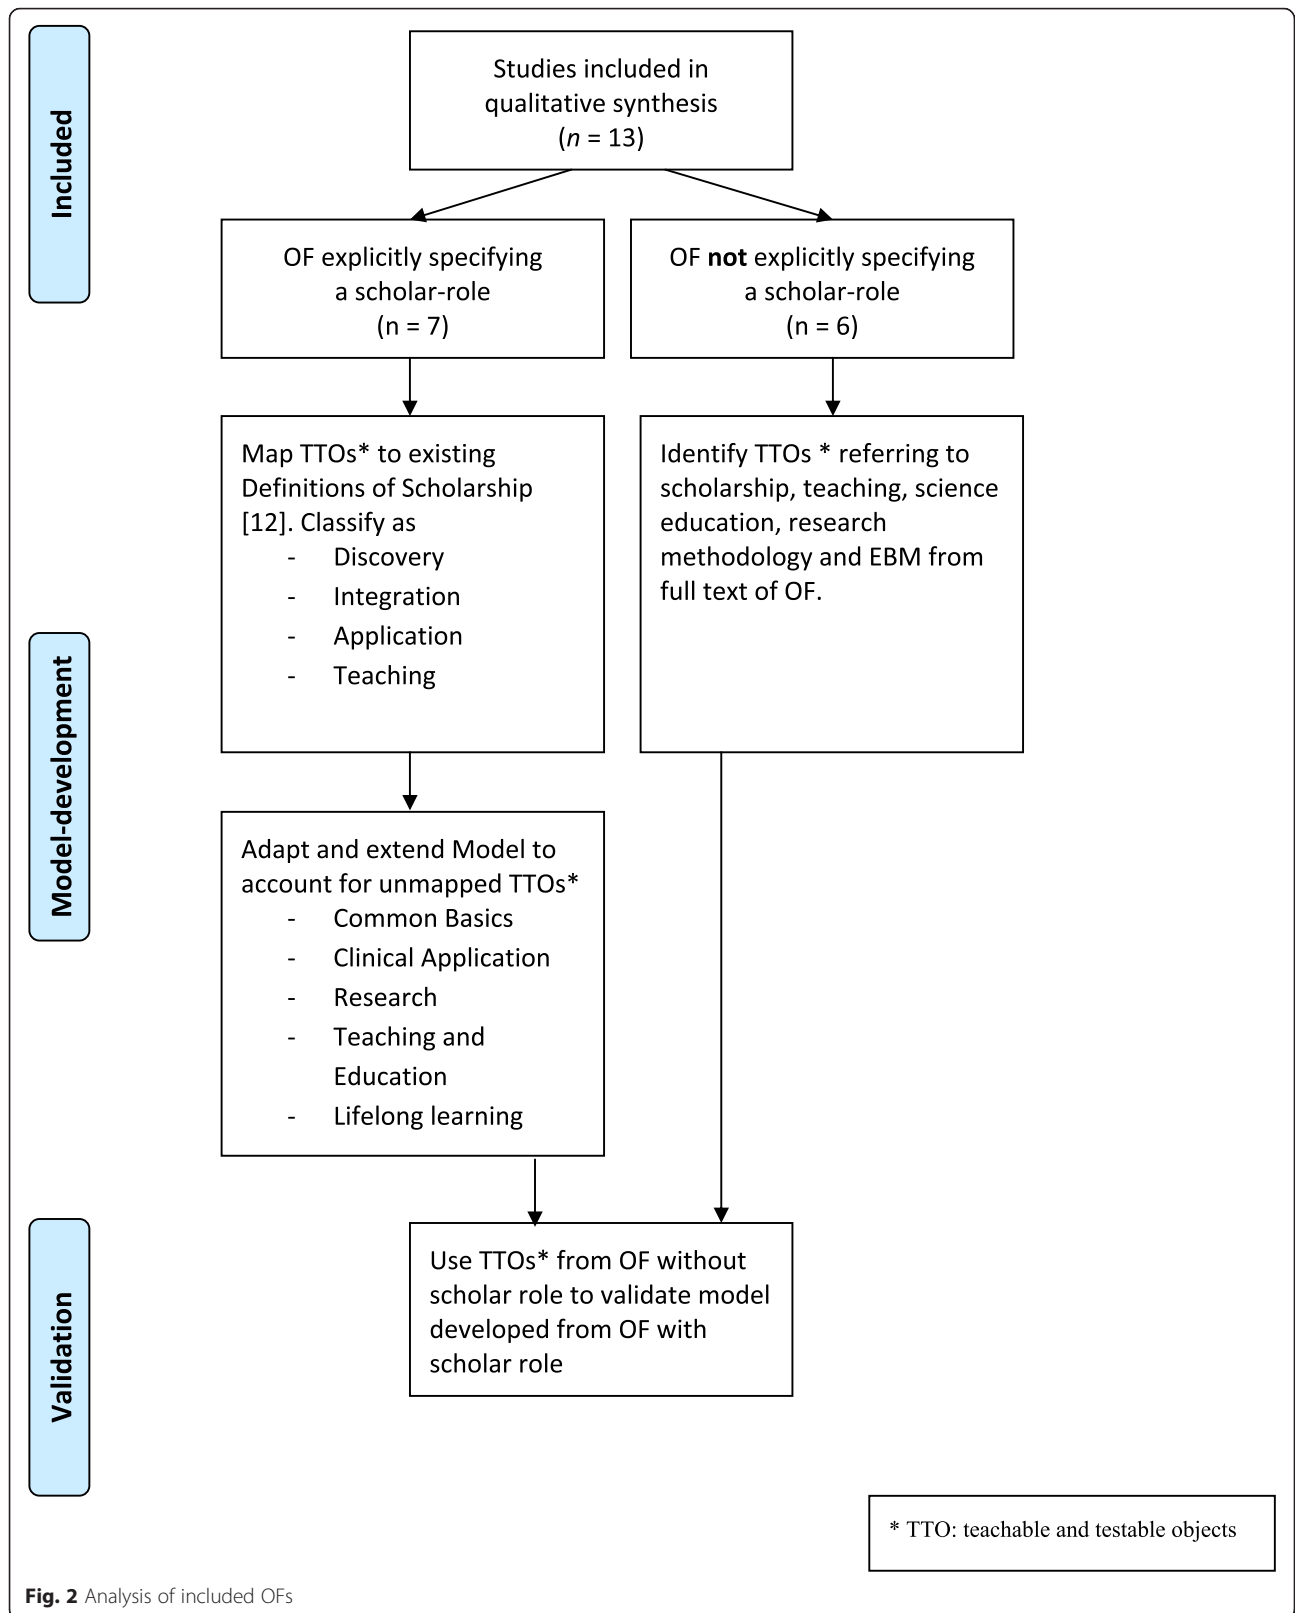 Included
Studies included in
qualitative synthesis
(n = 13)
OF explicitly specifying
a scholar-role
(n = 7)
OF not explicitly specifying
a scholar-role
(n = 6)
Model-development
Map TTOs* to existing
Definitions of Scholarship
[12]. Classify as
- Discovery
- Integration
- Application
- Teaching
Identify TTOs * referring to
scholarship, teaching, science
education, research
methodology and EBM from
full text of OF.
Adapt and extend Model to
account for unmapped TTOs*
- Common Basics
- Clinical Application
- Research
- Teaching and
Education
- Lifelong learning
Validation
Use TTOs* from OF without
scholar role to validate model
developed from OF with
scholar role
* TTO: teachable and testable objects
Fig. 2 Analysis of included OFs